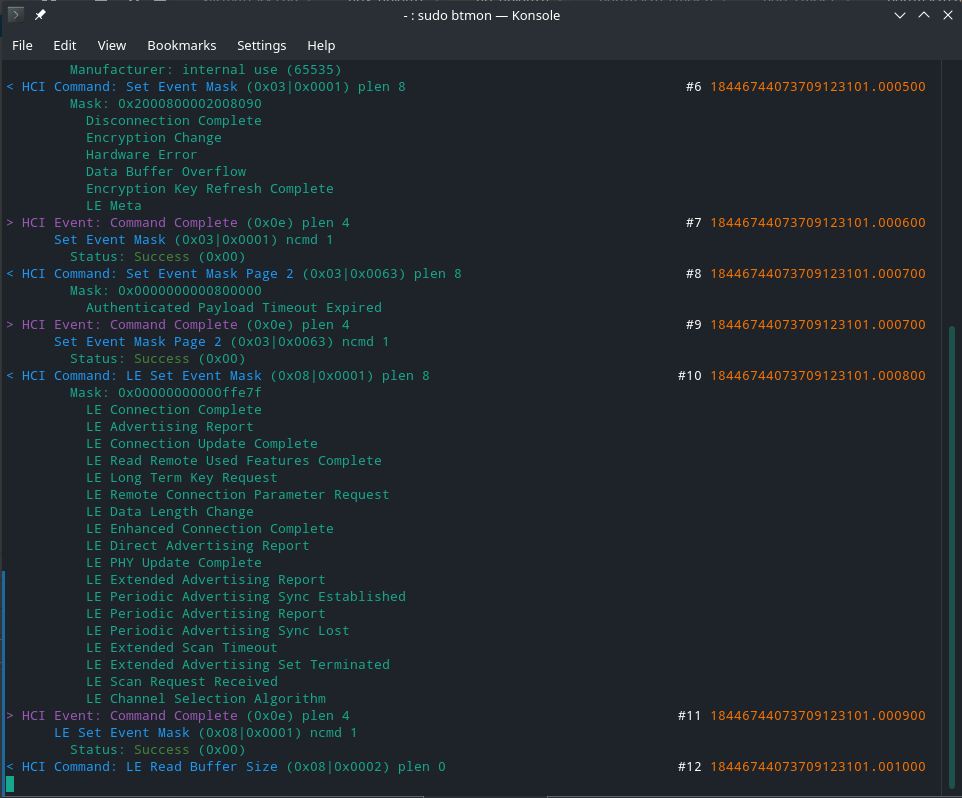 - : sudo btmon — Konsole
File Edit View Bookmarks Settings Help
Manufacturer: internal use (65535)
< HCI Command: Set Event Mask (0x03|0x0001) plen 8 #6 18446744073709123101.000500
Mask: 0x2000800002008090
Disconnection Complete
Encryption Change
Hardware Error
Data Buffer Overflow
Encryption Key Refresh Complete
LE Meta
> HCI Event: Command Complete (0x0e) plen 4 #7 18446744073709123101.000600
Set Event Mask (0x03|0x0001) ncmd 1
Status: Success (0x00)
< HCI Command: Set Event Mask Page 2 (0x03|0x0063) plen 8 #8 18446744073709123101.000700
Mask: 0x0000000000800000
Authenticated Payload Timeout Expired
> HCI Event: Command Complete (0x0e) plen 4 #9 18446744073709123101.000700
Set Event Mask Page 2 (0x03|0x0063) ncmd 1
Status: Success (0x00)
< HCI Command: LE Set Event Mask (0x08|0x0001) plen 8 #10 18446744073709123101.000800
Mask: 0x00000000000ffe7f
LE Connection Complete
LE Advertising Report
LE Connection Update Complete
LE Read Remote Used Features Complete
LE Long Term Key Request
LE Remote Connection Parameter Request
LE Data Length Change
LE Enhanced Connection Complete
LE Direct Advertising Report
LE PHY Update Complete
LE Extended Advertising Report
LE Periodic Advertising Sync Established
LE Periodic Advertising Report
LE Periodic Advertising Sync Lost
LE Extended Scan Timeout
LE Extended Advertising Set Terminated
LE Scan Request Received
LE Channel Selection Algorithm
> HCI Event: Command Complete (0x0e) plen 4 #11 18446744073709123101.000900
LE Set Event Mask (0x08|0x0001) ncmd 1
Status: Success (0x00)
< HCI Command: LE Read Buffer Size (0x08|0x0002) plen 0 #12 18446744073709123101.001000